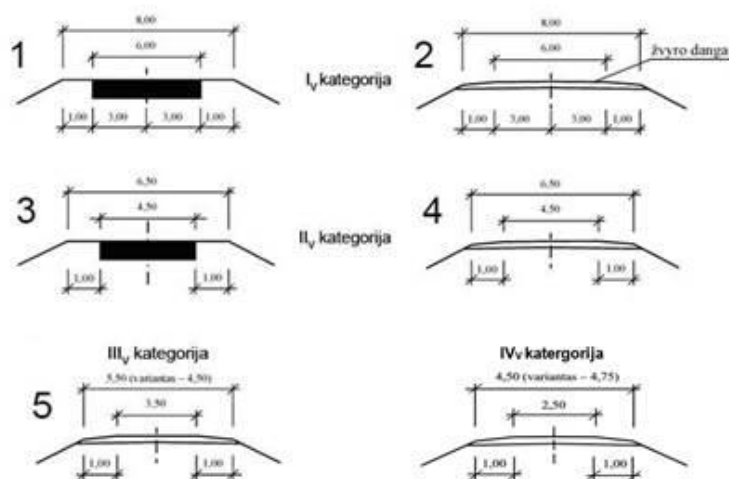 8,00
6,00
1
1,00 3,00 3,00 1,00
I_v kategorija
8,00
6,00
2
žvyro danga
1,00 3,00 3,00 1,00
6,50
4,50
3
1,00 1,00
II_v kategorija
6,50
4,50
4
1,00 1,00
III_v kategorija
5,50 (variantas – 4,50)
3,50
5
1,00 1,00
IVv katergorija
4,50 (variantas – 4,75)
2,50
1,00 1,00